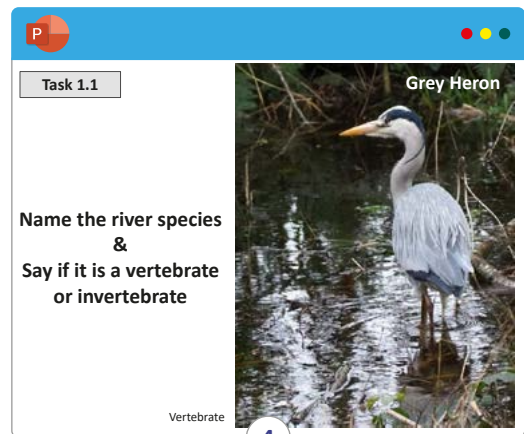 P
Task 1.1
Grey Heron
Name the river species
&
Say if it is a vertebrate
or invertebrate
Vertebrate